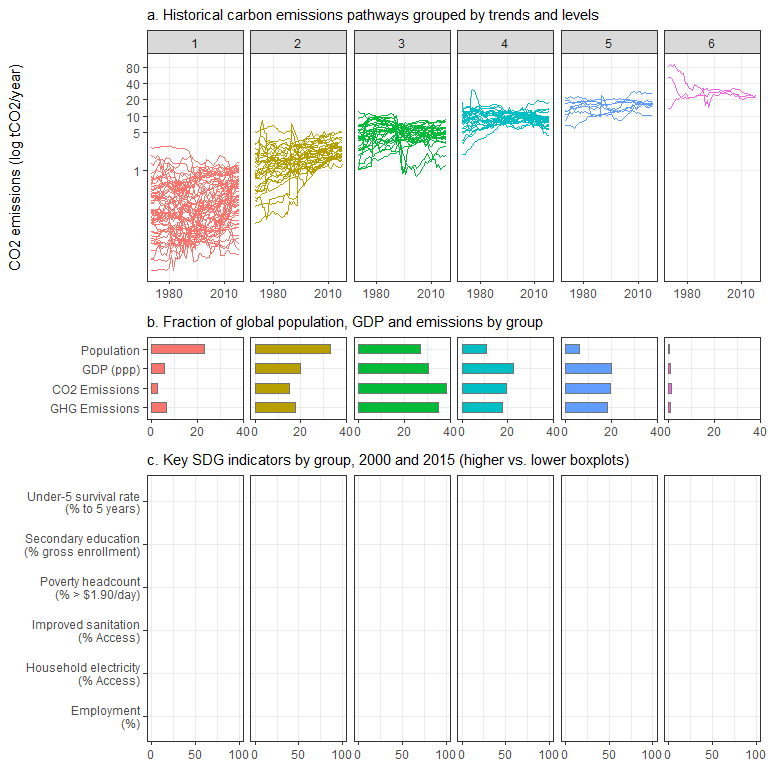 a. Historical carbon emissions pathways grouped by trends and levels
CO2 emissions (log tCO2/year)
1 2 3 4 5 6
80
40
20
10
5
1
1980 2010 1980 2010 1980 2010 1980 2010 1980 2010 1980 2010
b. Fraction of global population, GDP and emissions by group
Population
GDP (ppp)
CO2 Emissions
GHG Emissions
0 20 40 0 20 40 0 20 40 0 20 40 0 20 40 0 20 40
c. Key SDG indicators by group, 2000 and 2015 (higher vs. lower boxplots)
Under-5 survival rate
(% to 5 years)
Secondary education
(% gross enrollment)
Poverty headcount
(% > $1.90/day)
Improved sanitation
(% Access)
Household electricity
(% Access)
Employment
(%)
0 50 100 0 50 100 0 50 100 0 50 100 0 50 100 0 50 100